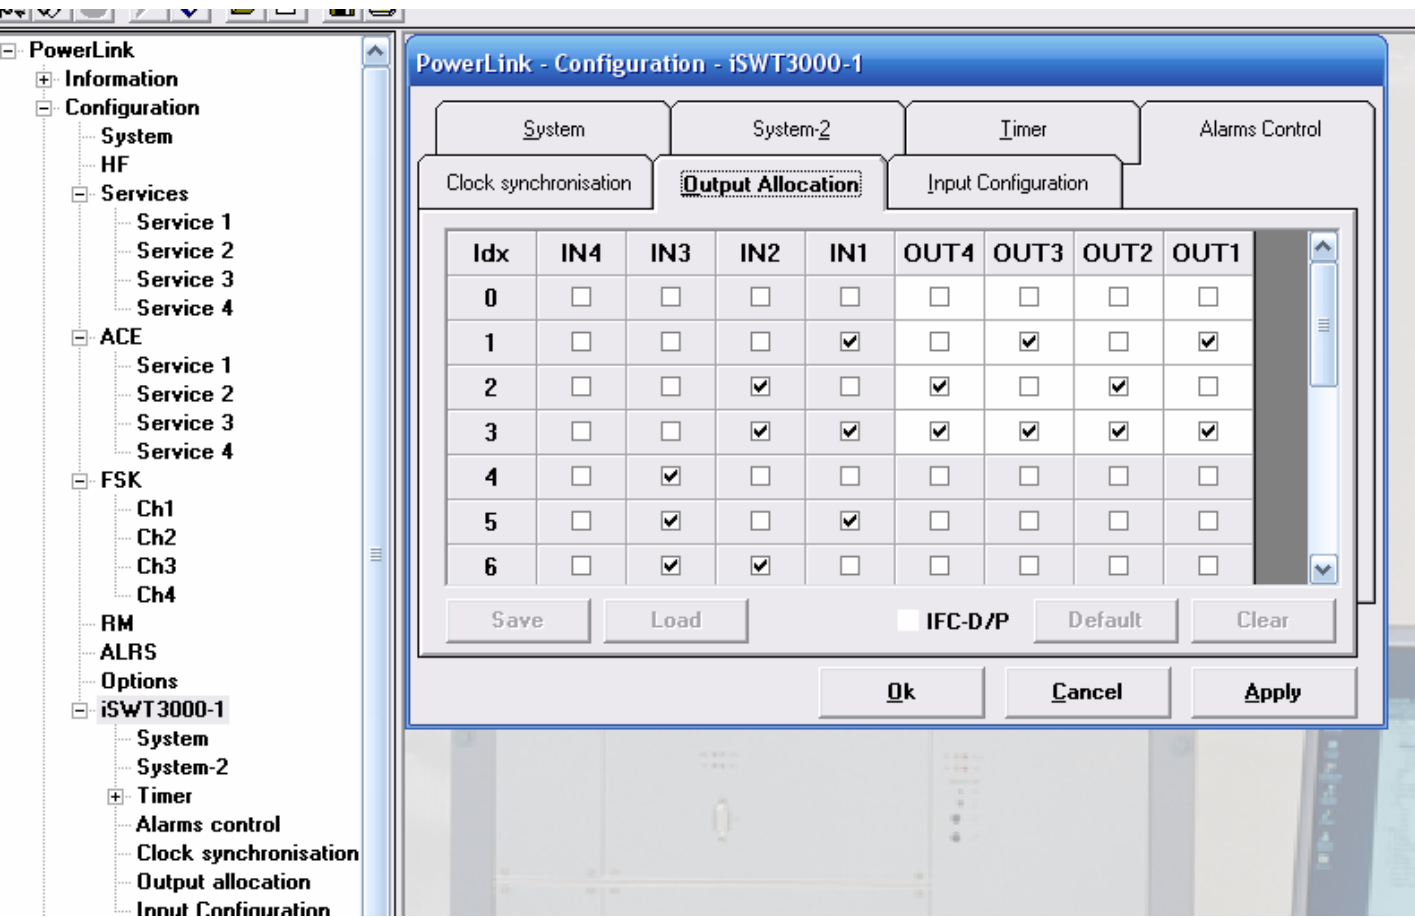 PowerLink
Information
Configuration
System
HF
Services
Service 1
Service 2
Service 3
Service 4
ACE
Service 1
Service 2
Service 3
Service 4
FSK
Ch1
Ch2
Ch3
Ch4
RM
ALRS
Options
iSWT3000-1
System
System-2
Timer
Alarms control
Clock synchronisation
Output allocation
Input Configuration
PowerLink - Configuration - iSWT3000-1
System System-2 Timer Alarms Control
Clock synchronisation Output Allocation Input Configuration
Idx IN4 IN3 IN2 IN1 OUT4 OUT3 OUT2 OUT1
0
1
2
3
4
5
6
Save Load IFC-D/P Default Clear
Ok Cancel Apply